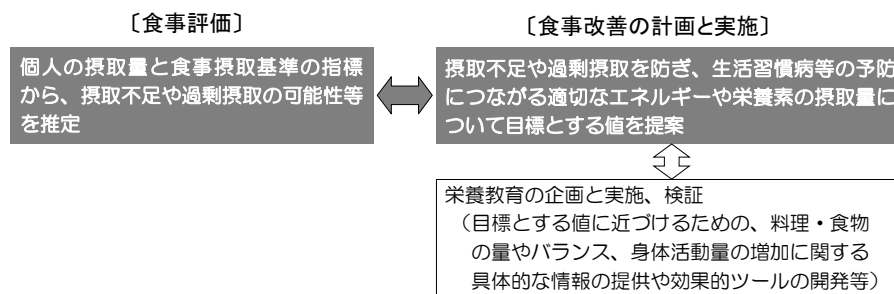 〔食事評価〕
個人の摂取量と食事摂取基準の指標
から、摂取不足や過剰摂取の可能性等
を推定
〔食事改善の計画と実施〕
摂取不足や過剰摂取を防ぎ、生活習慣病等の予防
につながる適切なエネルギーや栄養素の摂取量に
ついて目標とする値を提案
栄養教育の企画と実施、検証
（目標とする値に近づけるための、料理・食物
の量やバランス、身体活動量の増加に関する
具体的な情報の提供や効果的ツールの開発等）